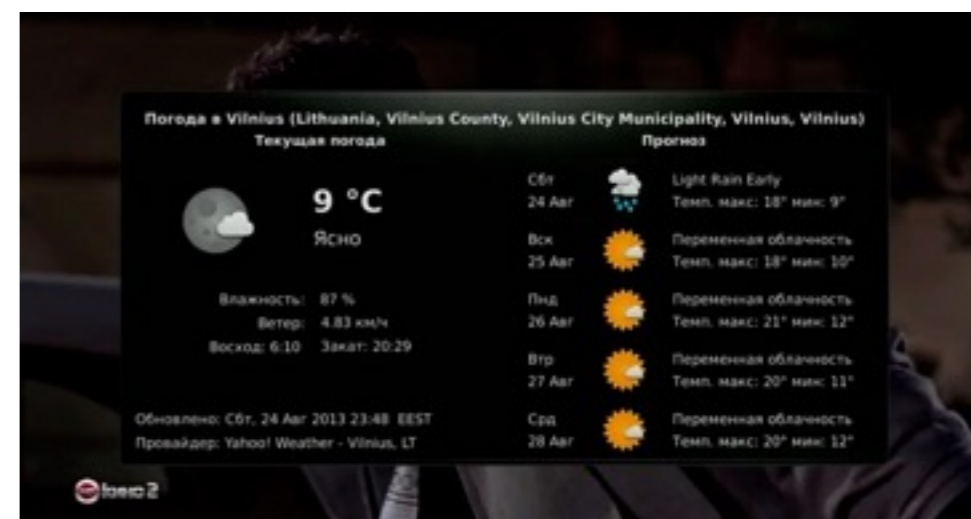 Погода в Vilnius (Lithuania, Vilnius County, Vilnius City Municipality, Vilnius, Vilnius)
Текущая погода
9 °C
Ясно
Влажность: 87 %
Ветер: 4.83 км/ч
Восход: 6:10 Закат: 20:29
Обновлено: Сбт, 24 Авг 2013 23:48 EEST
Провайдер: Yahoo! Weather - Vilnius, LT
Прогноз
Сбт
24 Авг
Light Rain Early
Темп. макс: 18° мин: 9°
Вск
25 Авг
Переменная облачность
Темп. макс: 18° мин: 10°
Пнд
26 Авг
Переменная облачность
Темп. макс: 21° мин: 12°
Втр
27 Авг
Переменная облачность
Темп. макс: 20° мин: 11°
Срд
28 Авг
Переменная облачность
Темп. макс: 20° мин: 12°